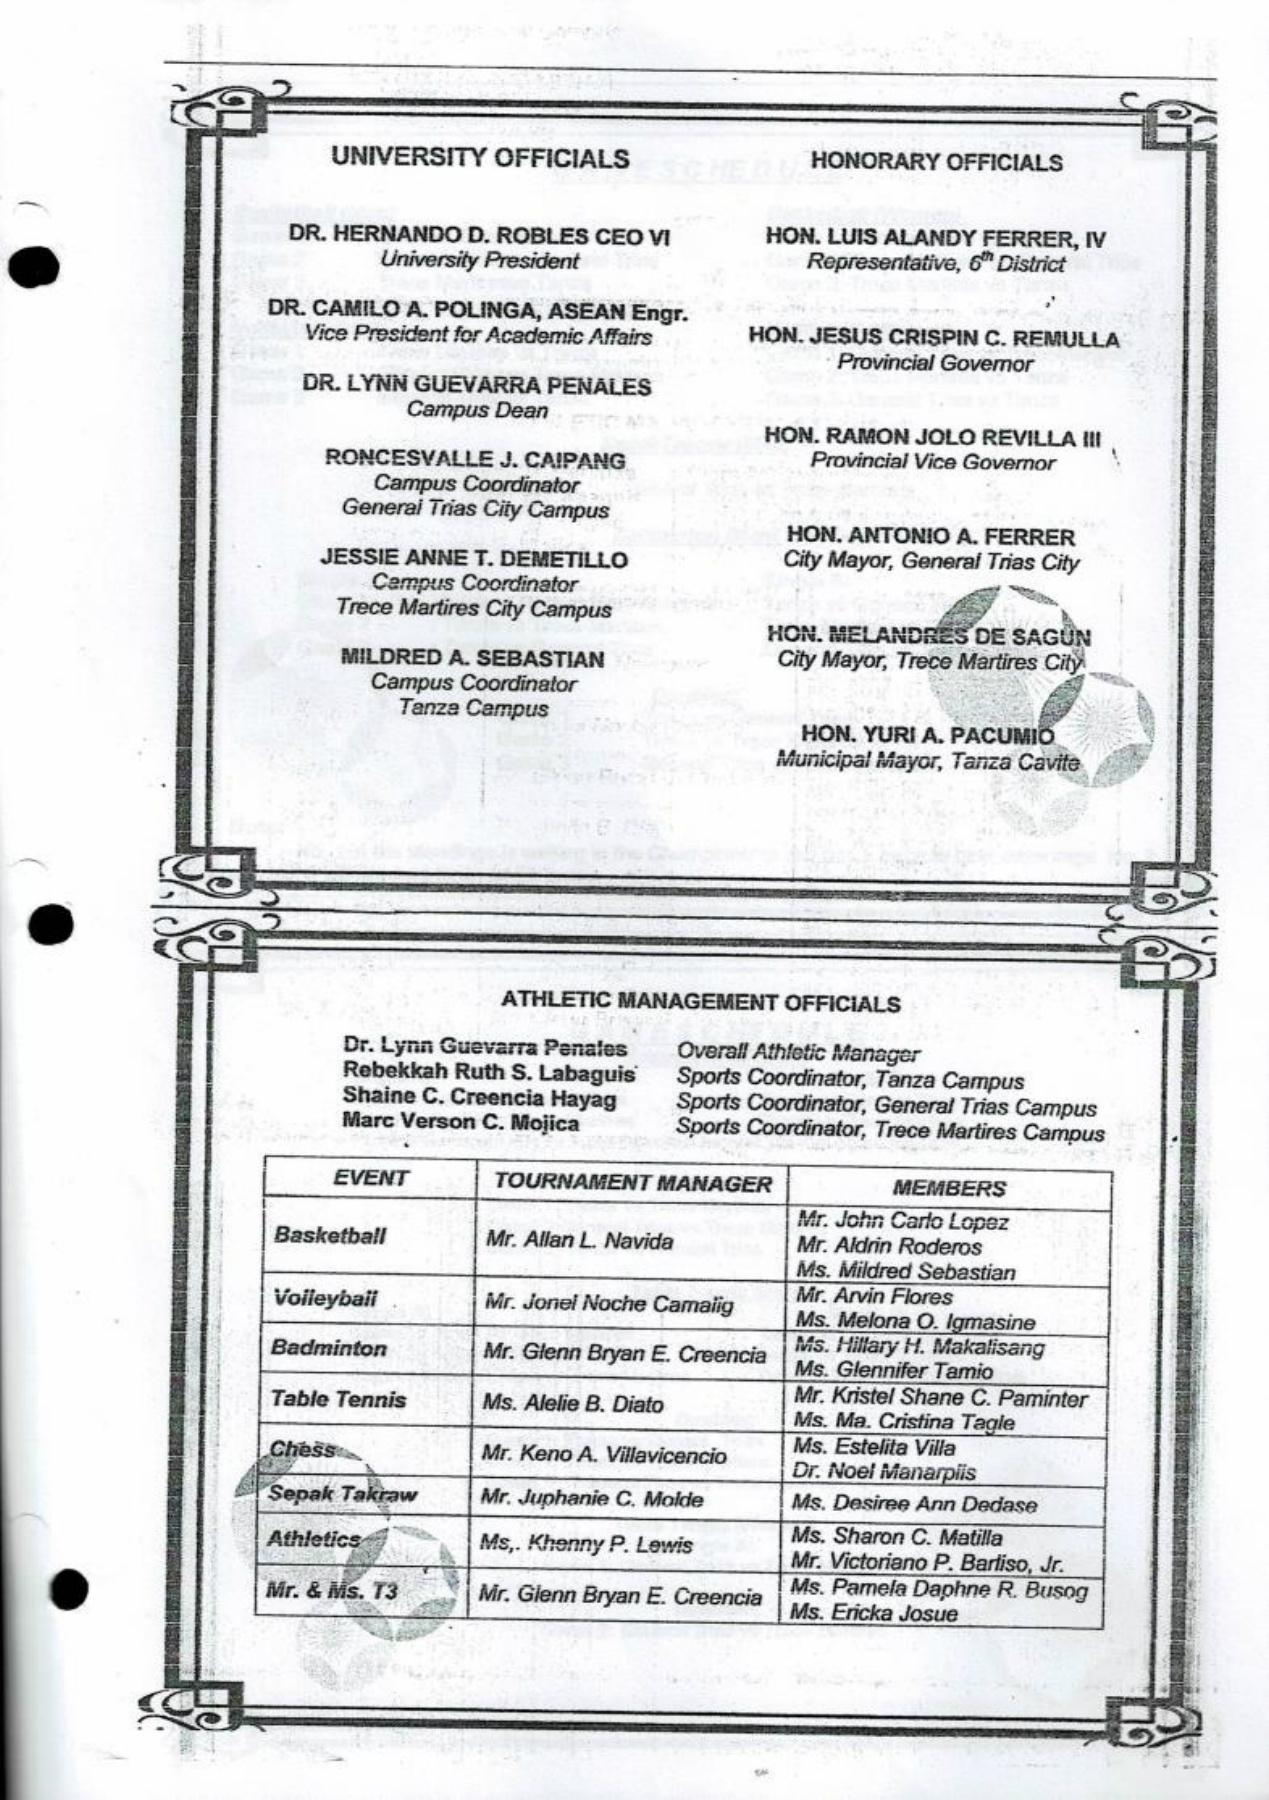 UNIVERSITY OFFICIALS
DR. HERNANDO D. ROBLES CEO VI
University President
DR. CAMILO A. POLINGA, ASEAN Engr.
Vice President for Academic Affairs
DR. LYNN GUEVARRA PENALES
Campus Dean
RONCESVALLE J. CAIPANG
Campus Coordinator
General Trias City Campus
JESSIE ANNE T. DEMETILLO
Campus Coordinator
Trece Martires City Campus
MILDRED A. SEBASTIAN
Campus Coordinator
Tanza Campus
HONORARY OFFICIALS
HON. LUIS ALANDY FERRER, IV
Representative, 6th District
HON. JESUS CRISPIN C. REMULLA
Provincial Governor
HON. RAMON JOLO REVILLA III
Provincial Vice Governor
HON. ANTONIO A. FERRER
City Mayor, General Trias City
HON. MELANDRES DE SAGUN
City Mayor, Trece Martires City
HON. YURI A. PACUMIO
Municipal Mayor, Tanza Cavite
ATHLETIC MANAGEMENT OFFICIALS
Dr. Lynn Guevarra Penales Overall Athletic Manager
Rebekkah Ruth S. Labaguis Sports Coordinator, Tanza Campus
Shaine C. Creencia Hayag Sports Coordinator, General Trias Campus
Marc Verson C. Mojica Sports Coordinator, Trece Martires Campus
EVENT TOURNAMENT MANAGER MEMBERS
Basketball Mr. Allan L. Navida Mr. John Carlo Lopez
Mr. Aldrin Roderos
Ms. Mildred Sebastian
Volleyball Mr. Jonel Noche Camalig Mr. Arvin Flores
Ms. Melona O. Igmasine
Badminton Mr. Glenn Bryan E. Creencia Ms. Hillary H. Makalisang
Ms. Glennifer Tamio
Table Tennis Ms. Alelie B. Diato Mr. Kristel Shane C. Paminter
Ms. Ma. Cristina Tagle
Chess Mr. Keno A. Villavicencio Ms. Estelita Villa
Dr. Noel Manarpiis
Sepak Takraw Mr. Juphanie C. Molde Ms. Desiree Ann Dedase
Athletics Ms,. Khenny P. Lewis Ms. Sharon C. Matilla
Mr. Victoriano P. Barliso, Jr.
Mr. & Ms. T3 Mr. Glenn Bryan E. Creencia Ms. Pamela Daphne R. Busog
Ms. Ericka Josue